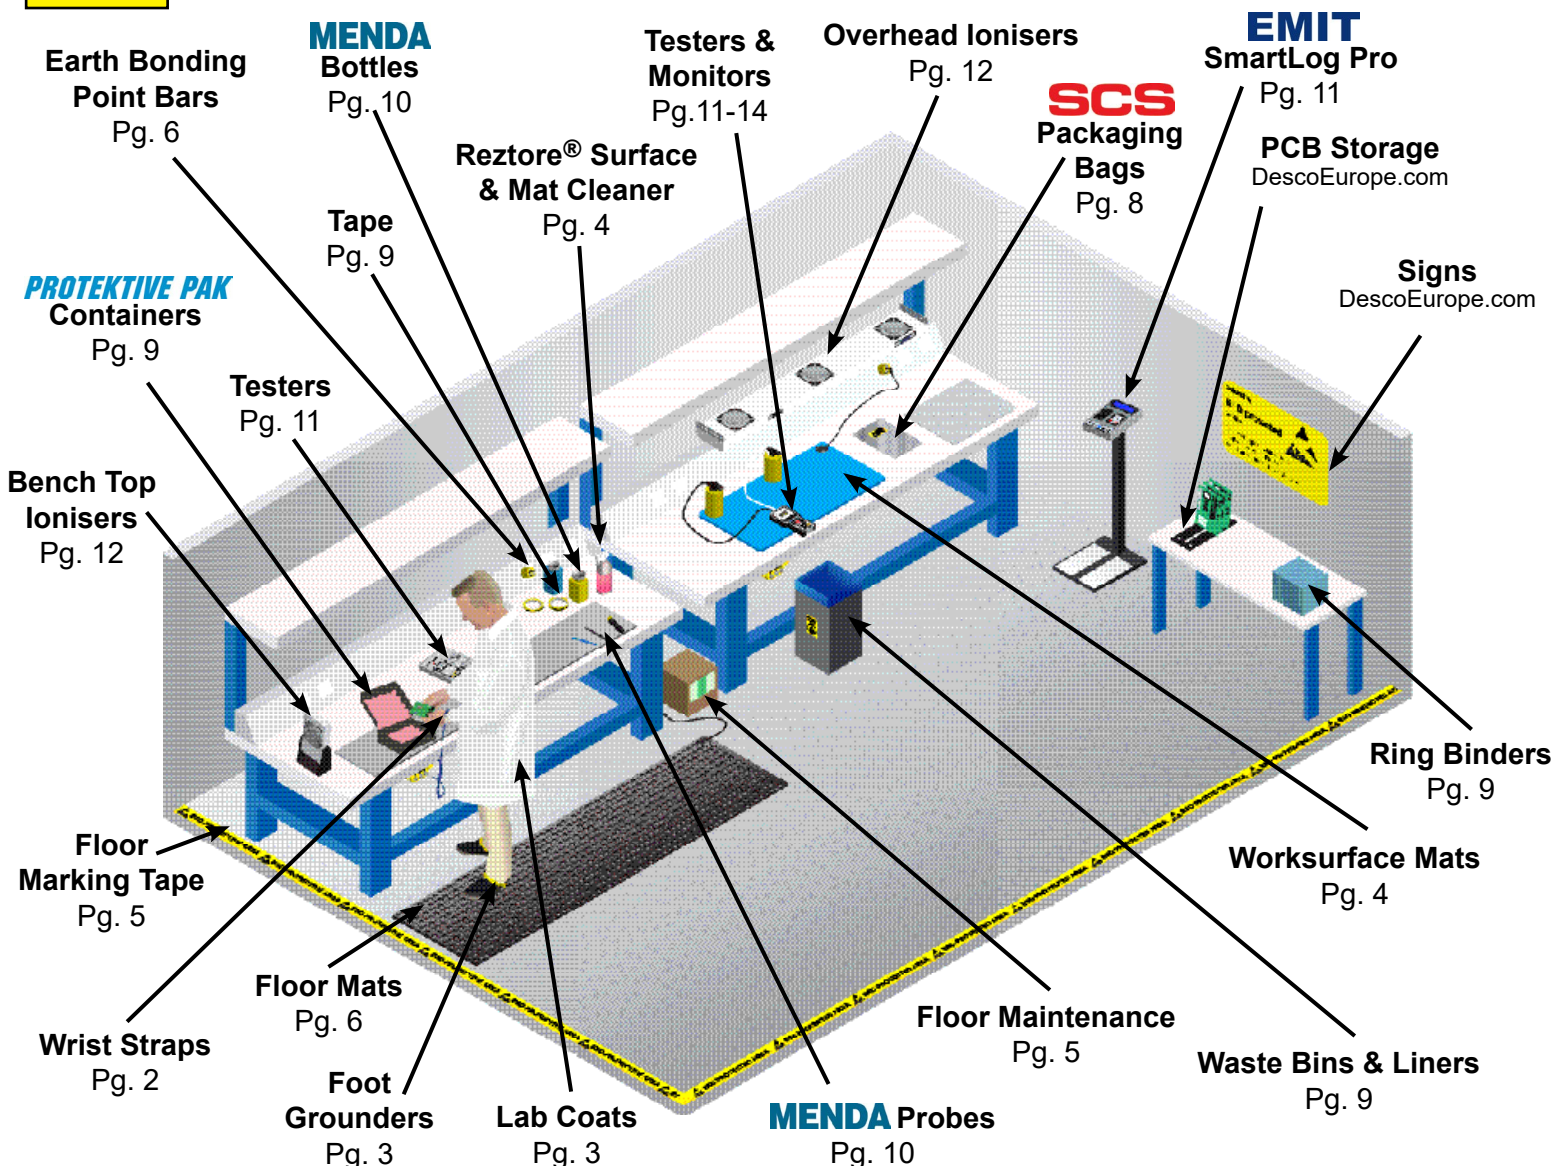 Earth Bonding
Point Bars
Pg. 6
MENDA
Bottles
Pg. 10
Testers &
Monitors
Pg.11-14
Overhead Ionisers
Pg. 12
EMIT
SmartLog Pro
Pg. 11
SCS
Packaging
Bags
Pg. 8
PCB Storage
DescoEurope.com
Reztore® Surface
& Mat Cleaner
Pg. 4
Tape
Pg. 9
Signs
DescoEurope.com
PROTEKTIVE PAK
Containers
Pg. 9
Testers
Pg. 11
Bench Top
Ionisers
Pg. 12
Ring Binders
Pg. 9
Floor
Marking Tape
Pg. 5
Worksurface Mats
Pg. 4
Floor Mats
Pg. 6
Wrist Straps
Pg. 2
Floor Maintenance
Pg. 5
Waste Bins & Liners
Pg. 9
Foot
Grounders
Pg. 3
Lab Coats
Pg. 3
MENDA Probes
Pg. 10